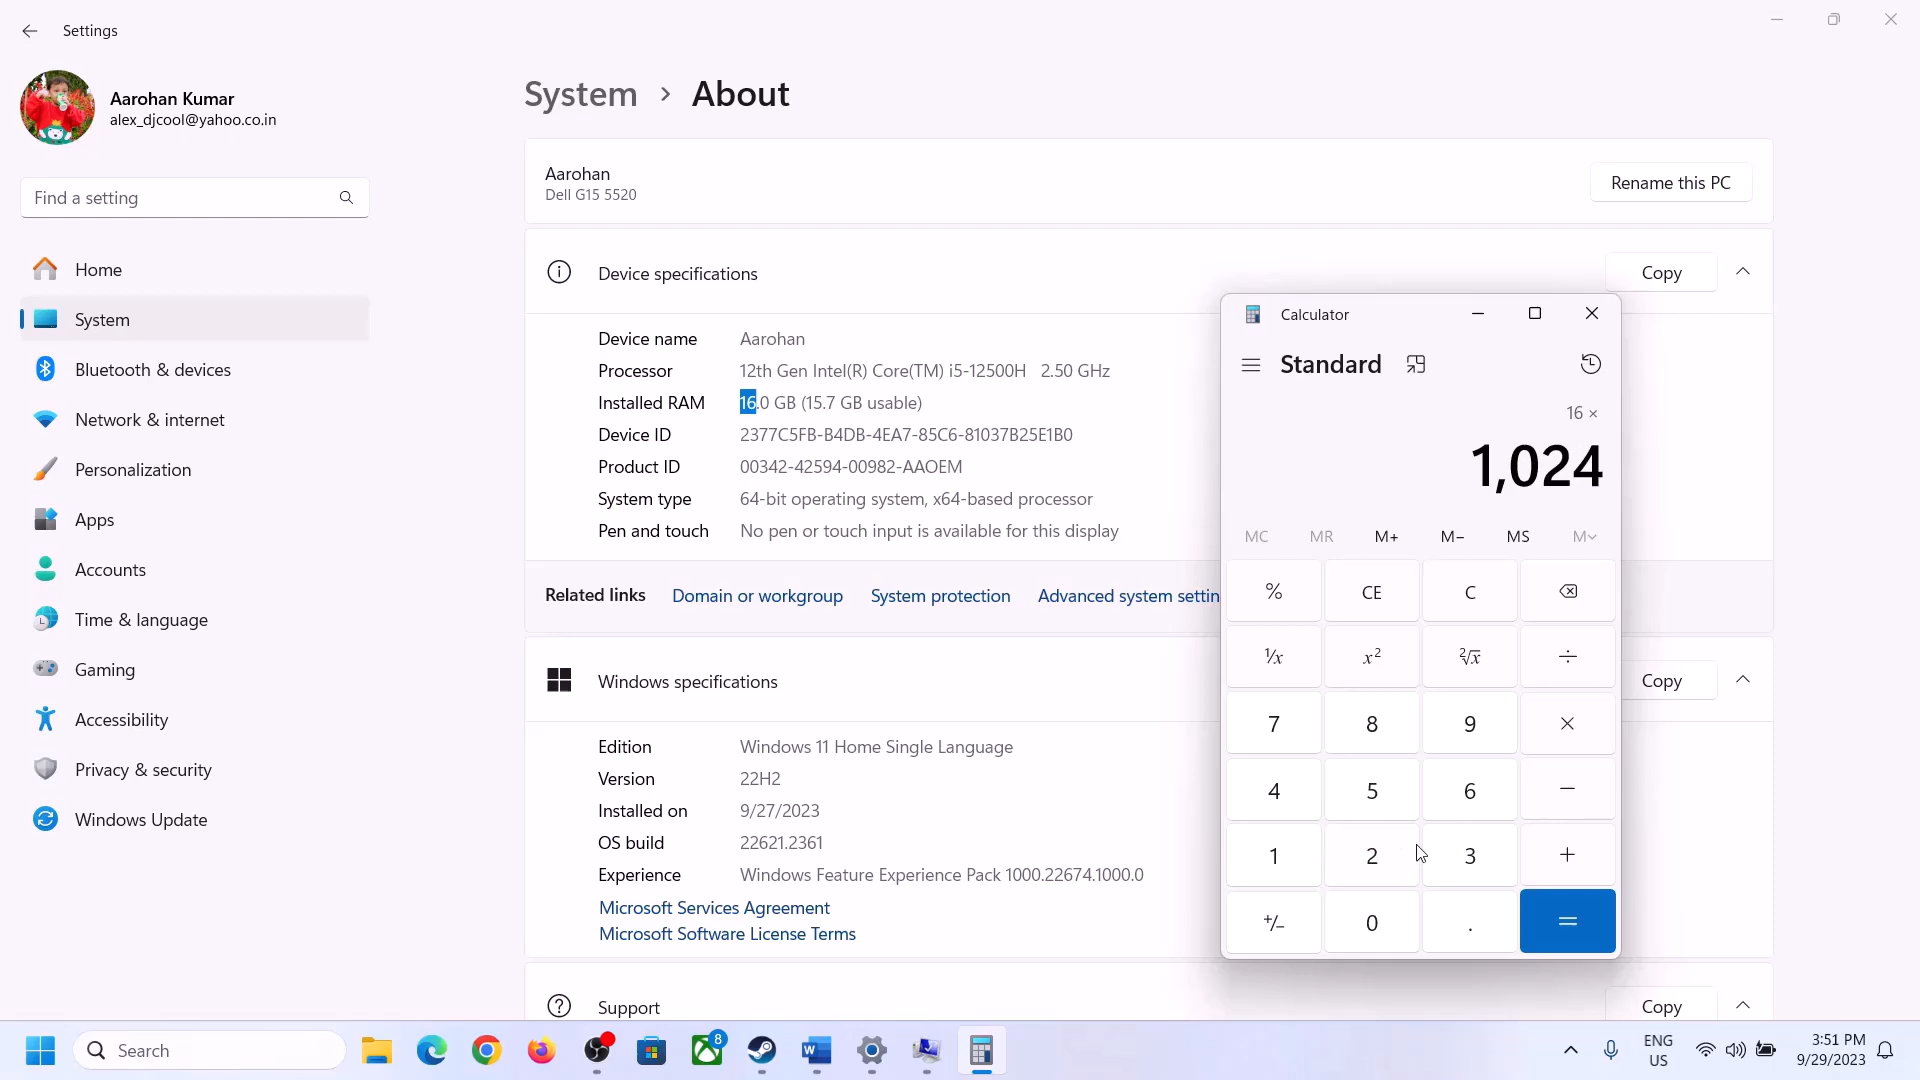 Settings
Aarohan Kumar
alex_djcool@yahoo.co.in
Find a setting
Home
System
Bluetooth & devices
Network & internet
Personalization
Apps
Accounts
Time & language
Gaming
Accessibility
Privacy & security
Windows Update
System > About
Aarohan
Dell G15 5520
Rename this PC
Device specifications
Copy
Device name Aarohan
Processor 12th Gen Intel(R) Core(TM) i5-12500H 2.50 GHz
Installed RAM 16.0 GB (15.7 GB usable)
Device ID 2377C5FB-B4DB-4EA7-85C6-81037B25E1B0
Product ID 00342-42594-00982-AAOEM
System type 64-bit operating system, x64-based processor
Pen and touch No pen or touch input is available for this display
Related links Domain or workgroup System protection Advanced system settin
Windows specifications
Copy
Edition Windows 11 Home Single Language
Version 22H2
Installed on 9/27/2023
OS build 22621.2361
Experience Windows Feature Experience Pack 1000.22674.1000.0
Microsoft Services Agreement
Microsoft Software License Terms
Support
Copy
Calculator
Standard
16 ×
1,024
MC MR M+ M− MS M
% CE C
⅟x x² ²√x ÷
7 8 9 ×
4 5 6 −
1 2 3 +
+/− 0 . =
Search
8
ENG
US
3:51 PM
9/29/2023